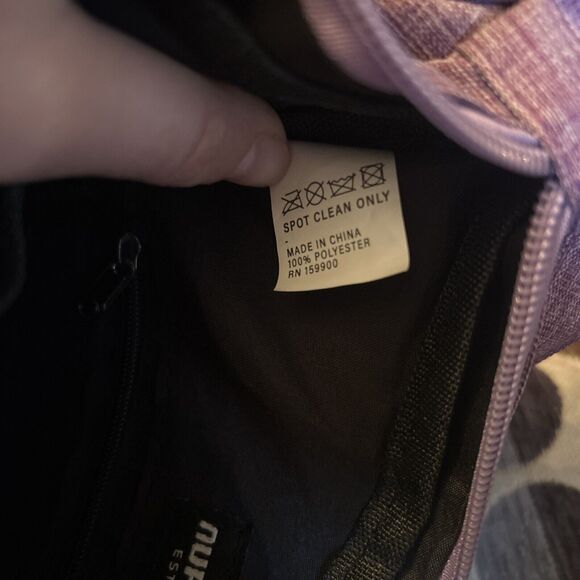 SPOT CLEAN ONLY
MADE IN CHINA
100% POLYESTER
RN 159900